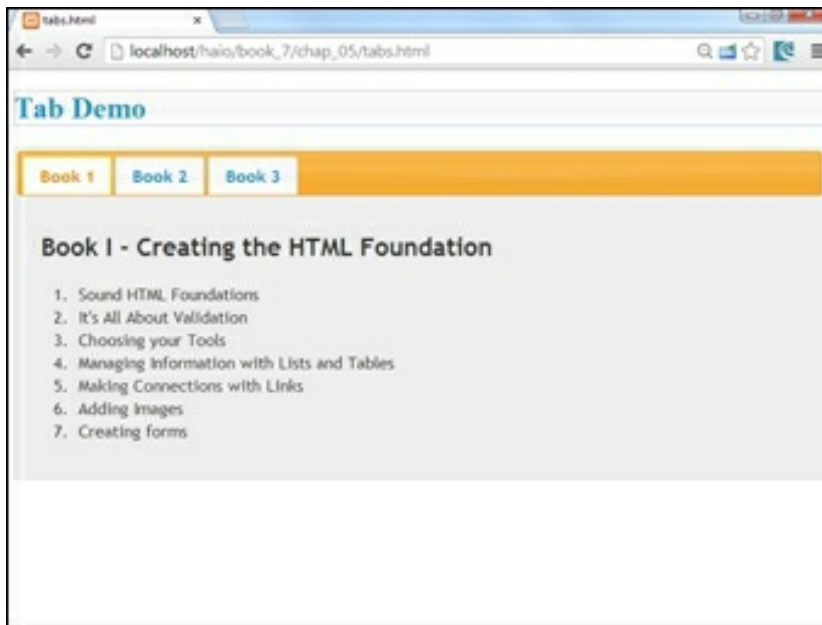 tabs.html
localhost/haio/book_7/chap_05/tabs.html
Tab Demo
Book 1 Book 2 Book 3
Book I - Creating the HTML Foundation
1. Sound HTML Foundations
2. It's All About Validation
3. Choosing your Tools
4. Managing Information with Lists and Tables
5. Making Connections with Links
6. Adding Images
7. Creating forms